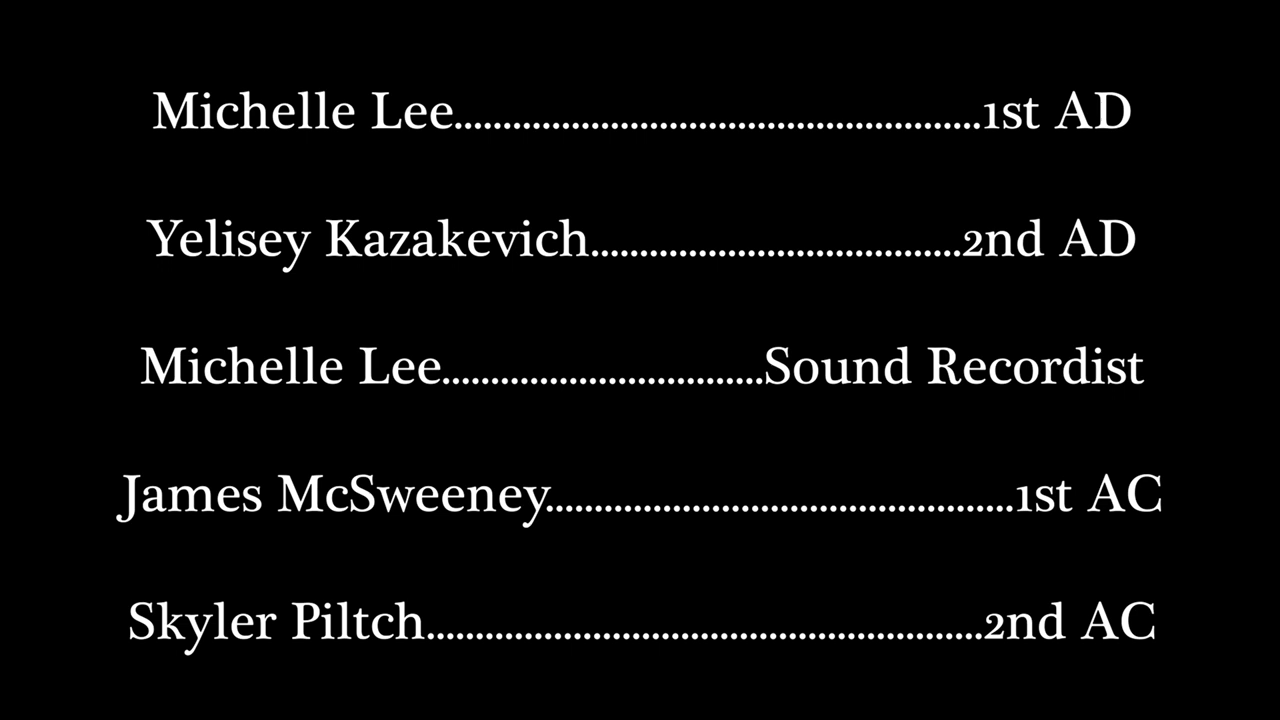 Michelle Lee......................................................1st AD
Yelisey Kazakevich......................................2nd AD
Michelle Lee.................................Sound Recordist
James McSweeney................................................1st AC
Skyler Piltch.........................................................2nd AC